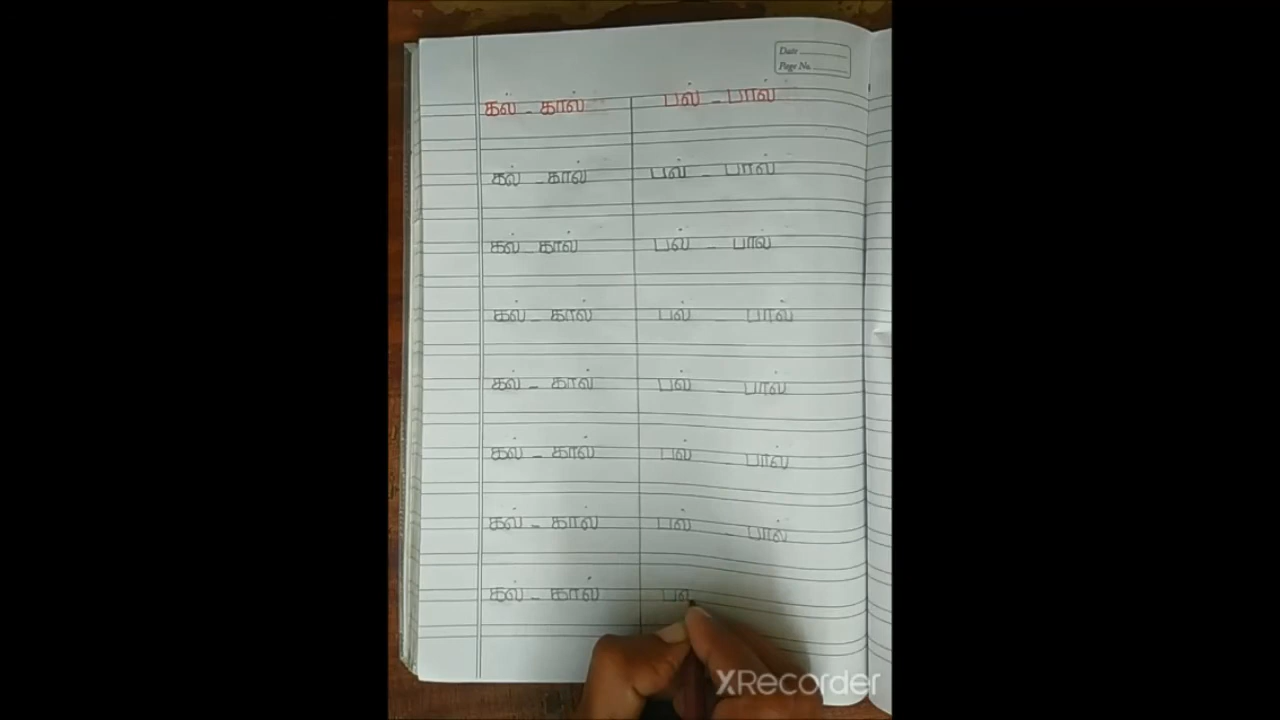 Date
Page No.
கல் - கால் பல் - பால்
கல் - கால் பல் - பால்
கல் - கால் பல் - பால்
கல் - கால் பல் - பால்
கல் - கால் பல் - பால்
கல் - கால் பல் - பால்
கல் - கால் பல் - பால்
கல் - கால் பல
XRecorder